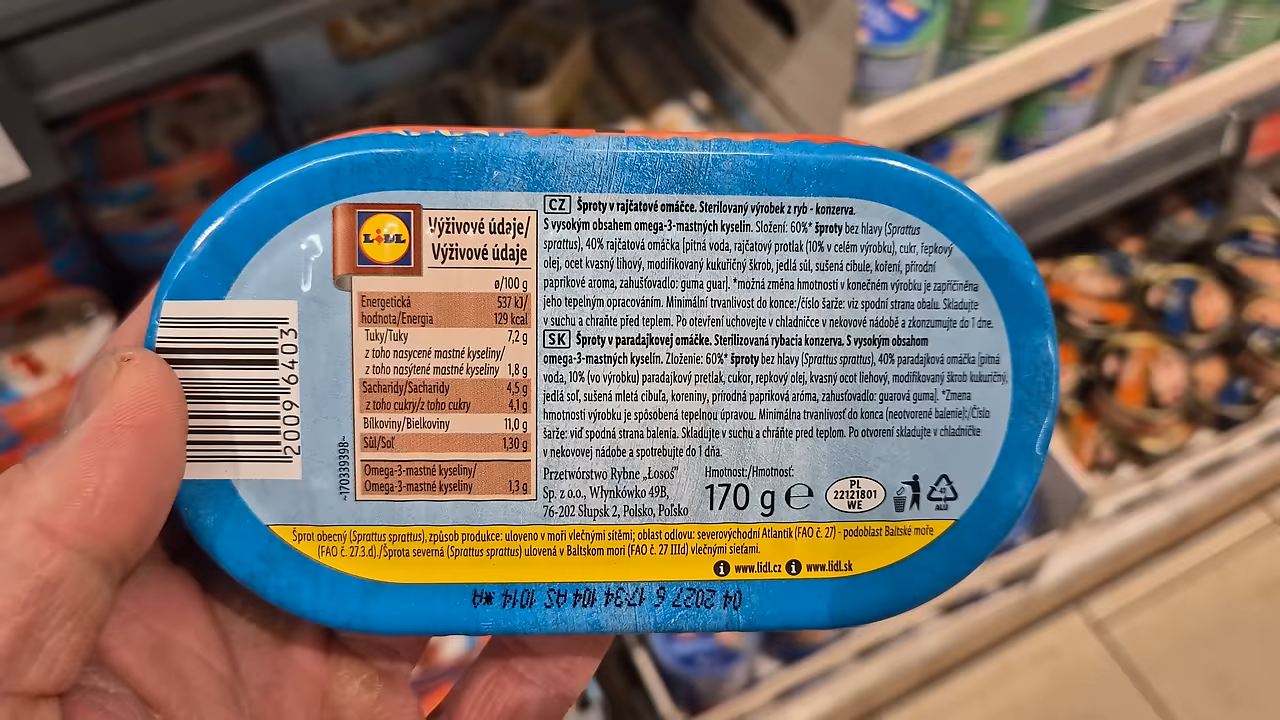 LIDL
Výživové údaje/
Výživové údaje
ø/100 g
Energetická 537 kJ/
hodnota/Energia 129 kcal
Tuky/Tuky 7,2 g
z toho nasycené mastné kyseliny/
z toho nasýtené mastné kyseliny 1,8 g
Sacharidy/Sacharidy 4,5 g
z toho cukry/z toho cukry 4,1 g
Bílkoviny/Bielkoviny 11,0 g
Sůl/Soľ 1,30 g
Omega-3-mastné kyseliny/
Omega-3-mastné kyseliny 1,3 g
CZ Šproty v rajčatové omáčce. Sterilovaný výrobek z ryb - konzerva.
S vysokým obsahem omega-3-mastných kyselin. Složení: 60%* šproty bez hlavy (Sprattus
sprattus), 40% rajčatová omáčka [pitná voda, rajčatový protlak (10% v celém výrobku), cukr, řepkový
olej, ocet kvasný lihový, modifikovaný kukuřičný škrob, jedlá sůl, sušená cibule, koření, přírodní
paprikové aroma, zahušťovadlo: guma guar]. *možná změna hmotnosti v konečném výrobku je zapříčiněna
jeho tepelným opracováním. Minimální trvanlivost do konce:/číslo šarže: viz spodní strana obalu. Skladujte
v suchu a chraňte před teplem. Po otevření uchovejte v chladničce v nekovové nádobě a zkonzumujte do 1 dne.
SK Šproty v paradajkovej omáčke. Sterilizovaná rybacia konzerva. S vysokým obsahom
omega-3-mastných kyselín. Zloženie: 60%* šproty bez hlavy (Sprattus sprattus), 40% paradajková omáčka [pitná
voda, 10% (vo výrobku) paradajkový pretlak, cukor, repkový olej, kvasný ocot liehový, modifikovaný škrob kukuričný,
jedlá soľ, sušená mletá cibuľa, koreniny, prírodná papriková aróma, zahusťovadlo: guarová guma]. *Zmena
hmotnosti výrobku je spôsobená tepelnou úpravou. Minimálna trvanlivosť do konca (neotvorené balenie):/Číslo
šarže: viď spodná strana balenia. Skladujte v suchu a chráňte pred teplom. Po otvorení skladujte v chladničke
v nekovovej nádobe a spotrebujte do 1 dňa.
Przetwórstwo Rybne „Łosoś”
Sp. z o.o., Włynkówko 49B,
76-202 Słupsk 2, Polsko, Poľsko
Hmotnost:/Hmotnosť:
170 g e
PL
22121801
WE
41
ALU
20096403
-170539398-
Šprot obecný (Sprattus sprattus), způsob produkce: uloveno v moři vlečnými sítěmi; oblast odlovu: severovýchodní Atlantik (FAO č. 27) - podoblast Baltské moře
(FAO č. 27.3.d)./Šprota severná (Sprattus sprattus) ulovená v Baltskom mori (FAO č. 27 IIId) vlečnými sieťami.
www.lidl.cz www.lidl.sk
04 2027 6 1734 104 AS 1014 *A